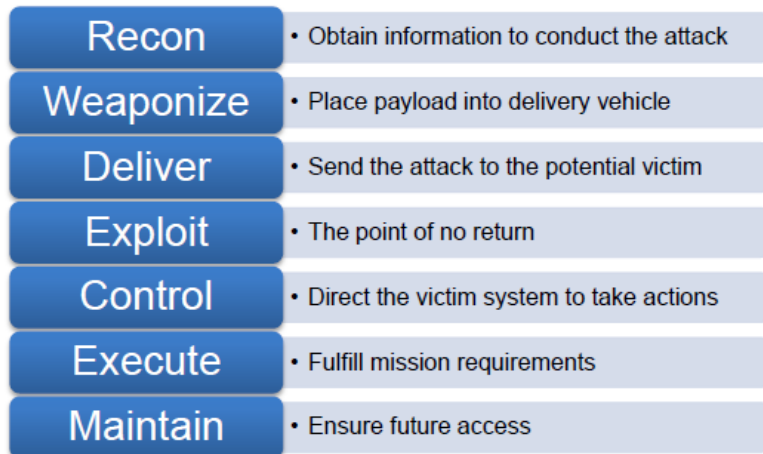 Recon
• Obtain information to conduct the attack
Weaponize
• Place payload into delivery vehicle
Deliver
• Send the attack to the potential victim
Exploit
• The point of no return
Control
• Direct the victim system to take actions
Execute
• Fulfill mission requirements
Maintain
• Ensure future access